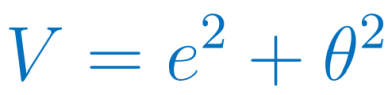 V = e² + θ²